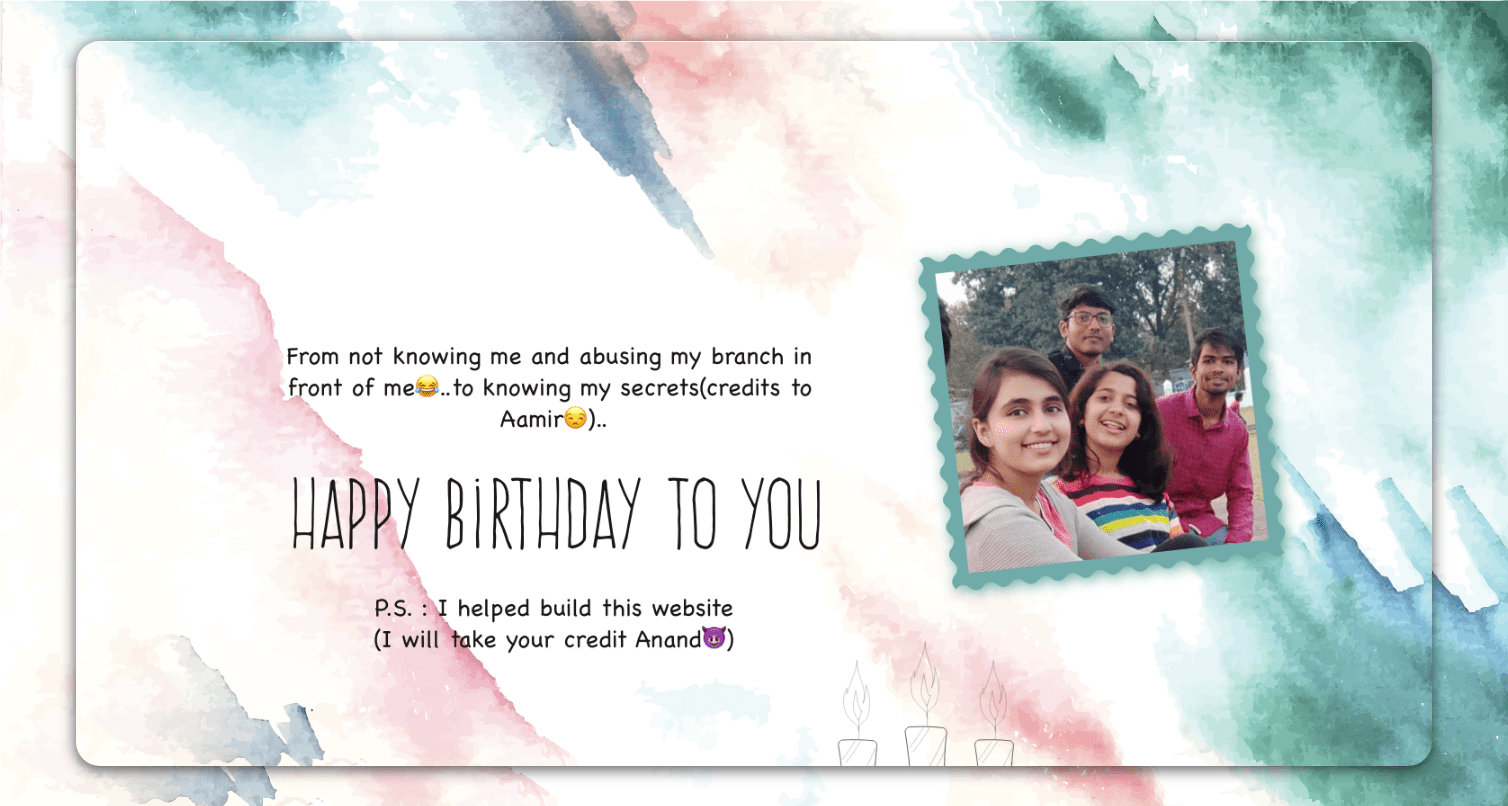 From not knowing me and abusing my branch in
front of me😂..to knowing my secrets(credits to
Aamir😒)..
HAPPY BiRTHDAY TO YOU
P.S. : I helped build this website
(I will take your credit Anand😈)